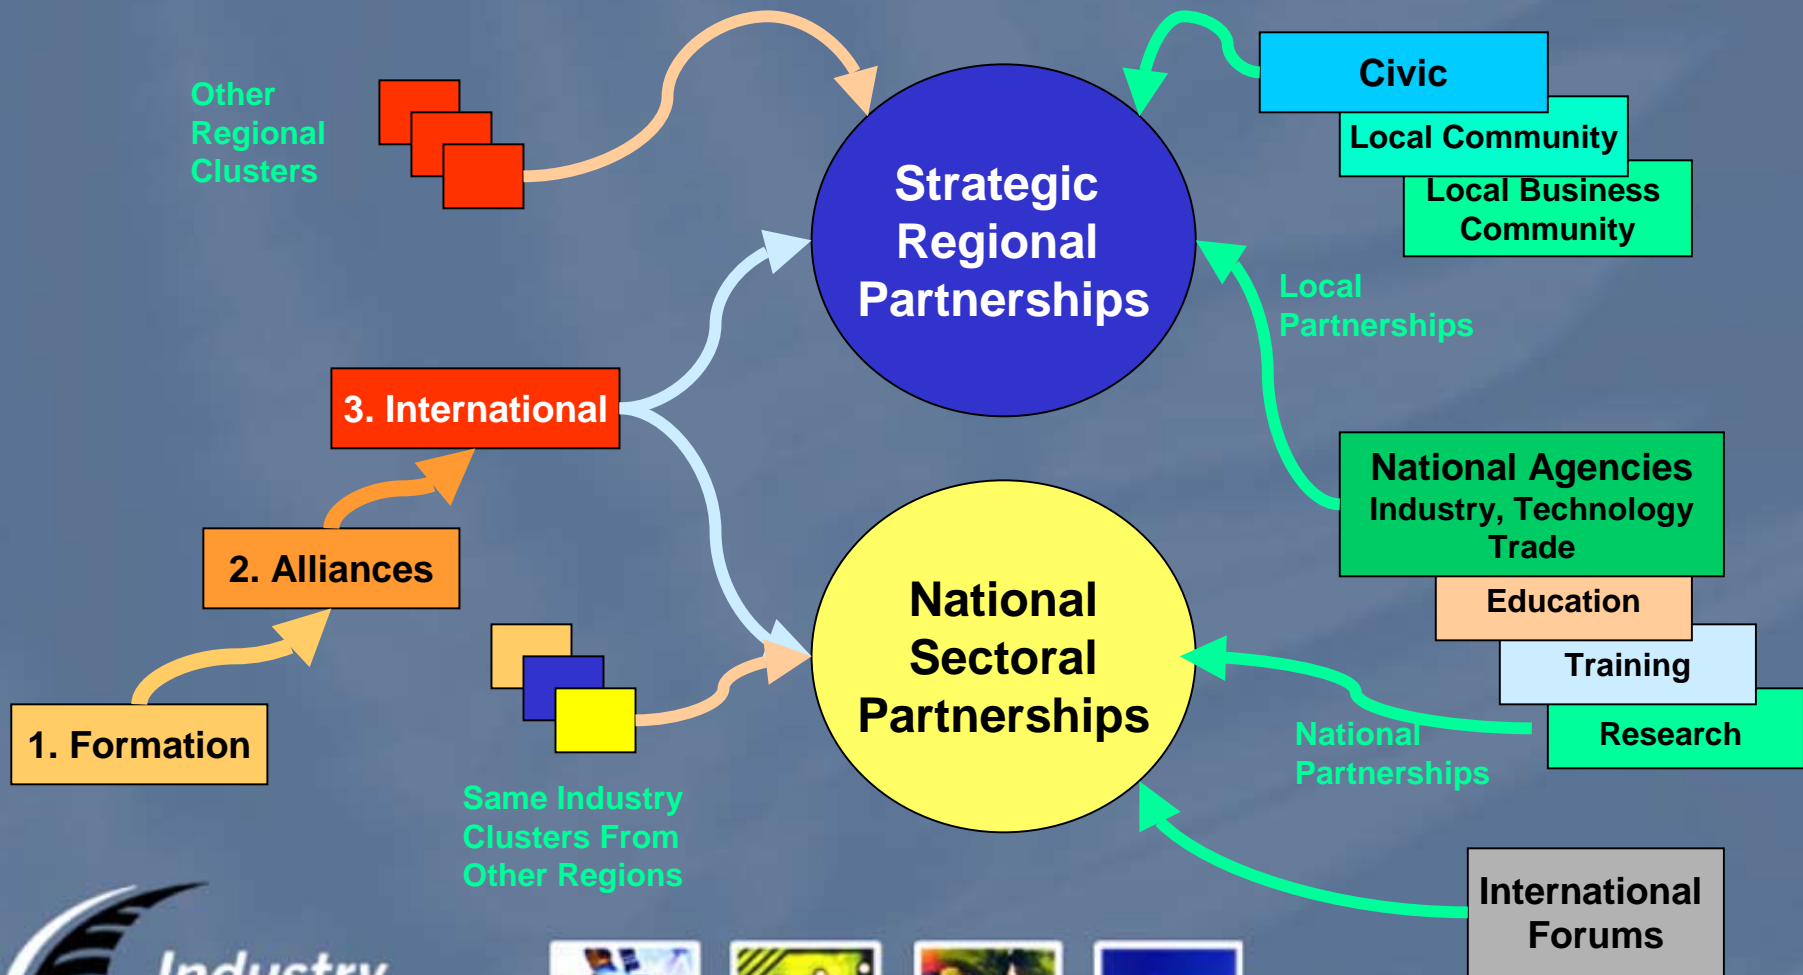 Other
Regional
Clusters
Civic
Local Community
Local Business
Community
Strategic
Regional
Partnerships
Local
Partnerships
3. International
National Agencies
Industry, Technology
Trade
2. Alliances
Education
National
Sectoral
Partnerships
Training
1. Formation
Research
National
Partnerships
Same Industry
Clusters From
Other Regions
International
Forums
Industry